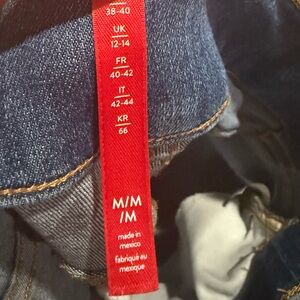 38-40
UK
12-14
FR
40-42
IT
42-44
KR
66
M/M
/M
made in
mexico
fabriqué au
mexique